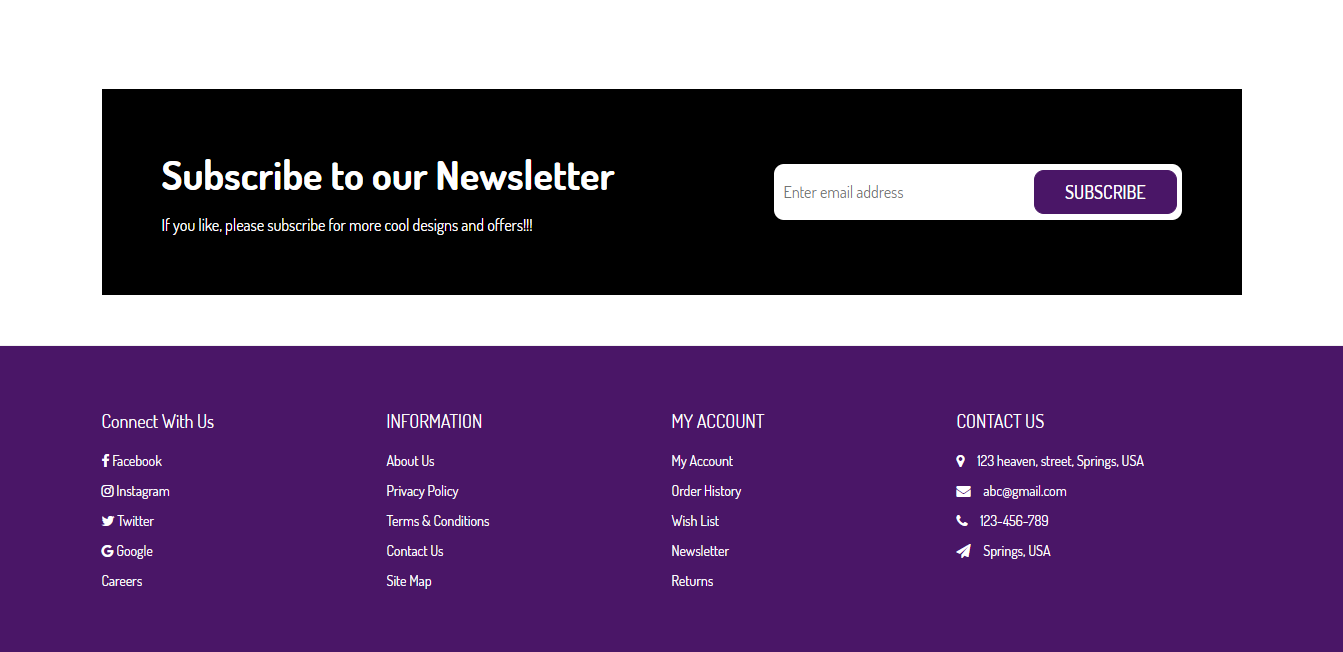 Subscribe to our Newsletter
If you like, please subscribe for more cool designs and offers!!!
Enter email address
SUBSCRIBE
Connect With Us
Facebook
Instagram
Twitter
Google
Careers
INFORMATION
About Us
Privacy Policy
Terms & Conditions
Contact Us
Site Map
MY ACCOUNT
My Account
Order History
Wish List
Newsletter
Returns
CONTACT US
123 heaven, street, Springs, USA
abc@gmail.com
123-456-789
Springs, USA